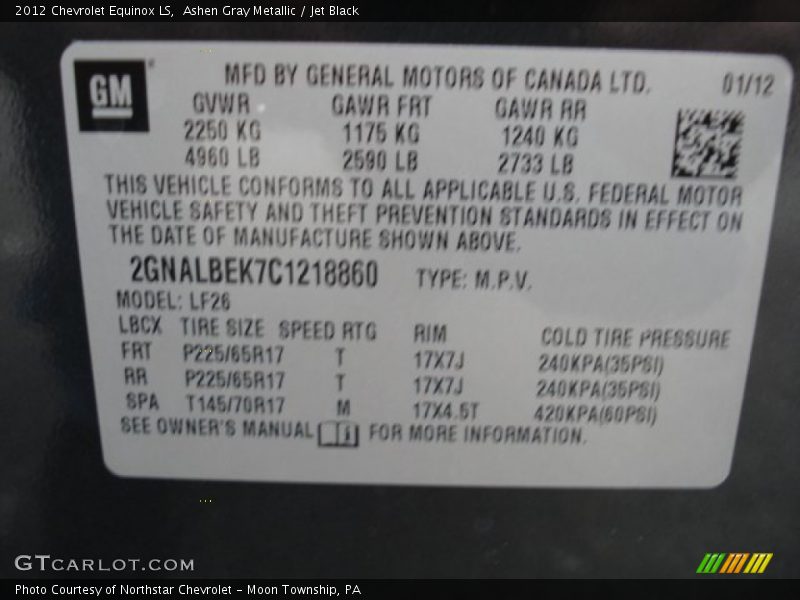 2012 Chevrolet Equinox LS,  Ashen Gray Metallic / Jet Black
GM
MFD BY GENERAL MOTORS OF CANADA LTD. 01/12
GVWR GAWR FRT GAWR RR
2250 KG 1175 KG 1240 KG
4960 LB 2590 LB 2733 LB
THIS VEHICLE CONFORMS TO ALL APPLICABLE U.S. FEDERAL MOTOR
VEHICLE SAFETY AND THEFT PREVENTION STANDARDS IN EFFECT ON
THE DATE OF MANUFACTURE SHOWN ABOVE.
2GNALBEK7C1218860 TYPE: M.P.V.
MODEL: LF26
LBCX TIRE SIZE SPEED RTG RIM COLD TIRE PRESSURE
FRT P225/65R17 T 17X7J 240KPA(35PSI)
RR P225/65R17 T 17X7J 240KPA(35PSI)
SPA T145/70R17 M 17X4.5T 420KPA(60PSI)
SEE OWNER'S MANUAL FOR MORE INFORMATION.
GTCARLOT.COM
Photo Courtesy of Northstar Chevrolet - Moon Township, PA